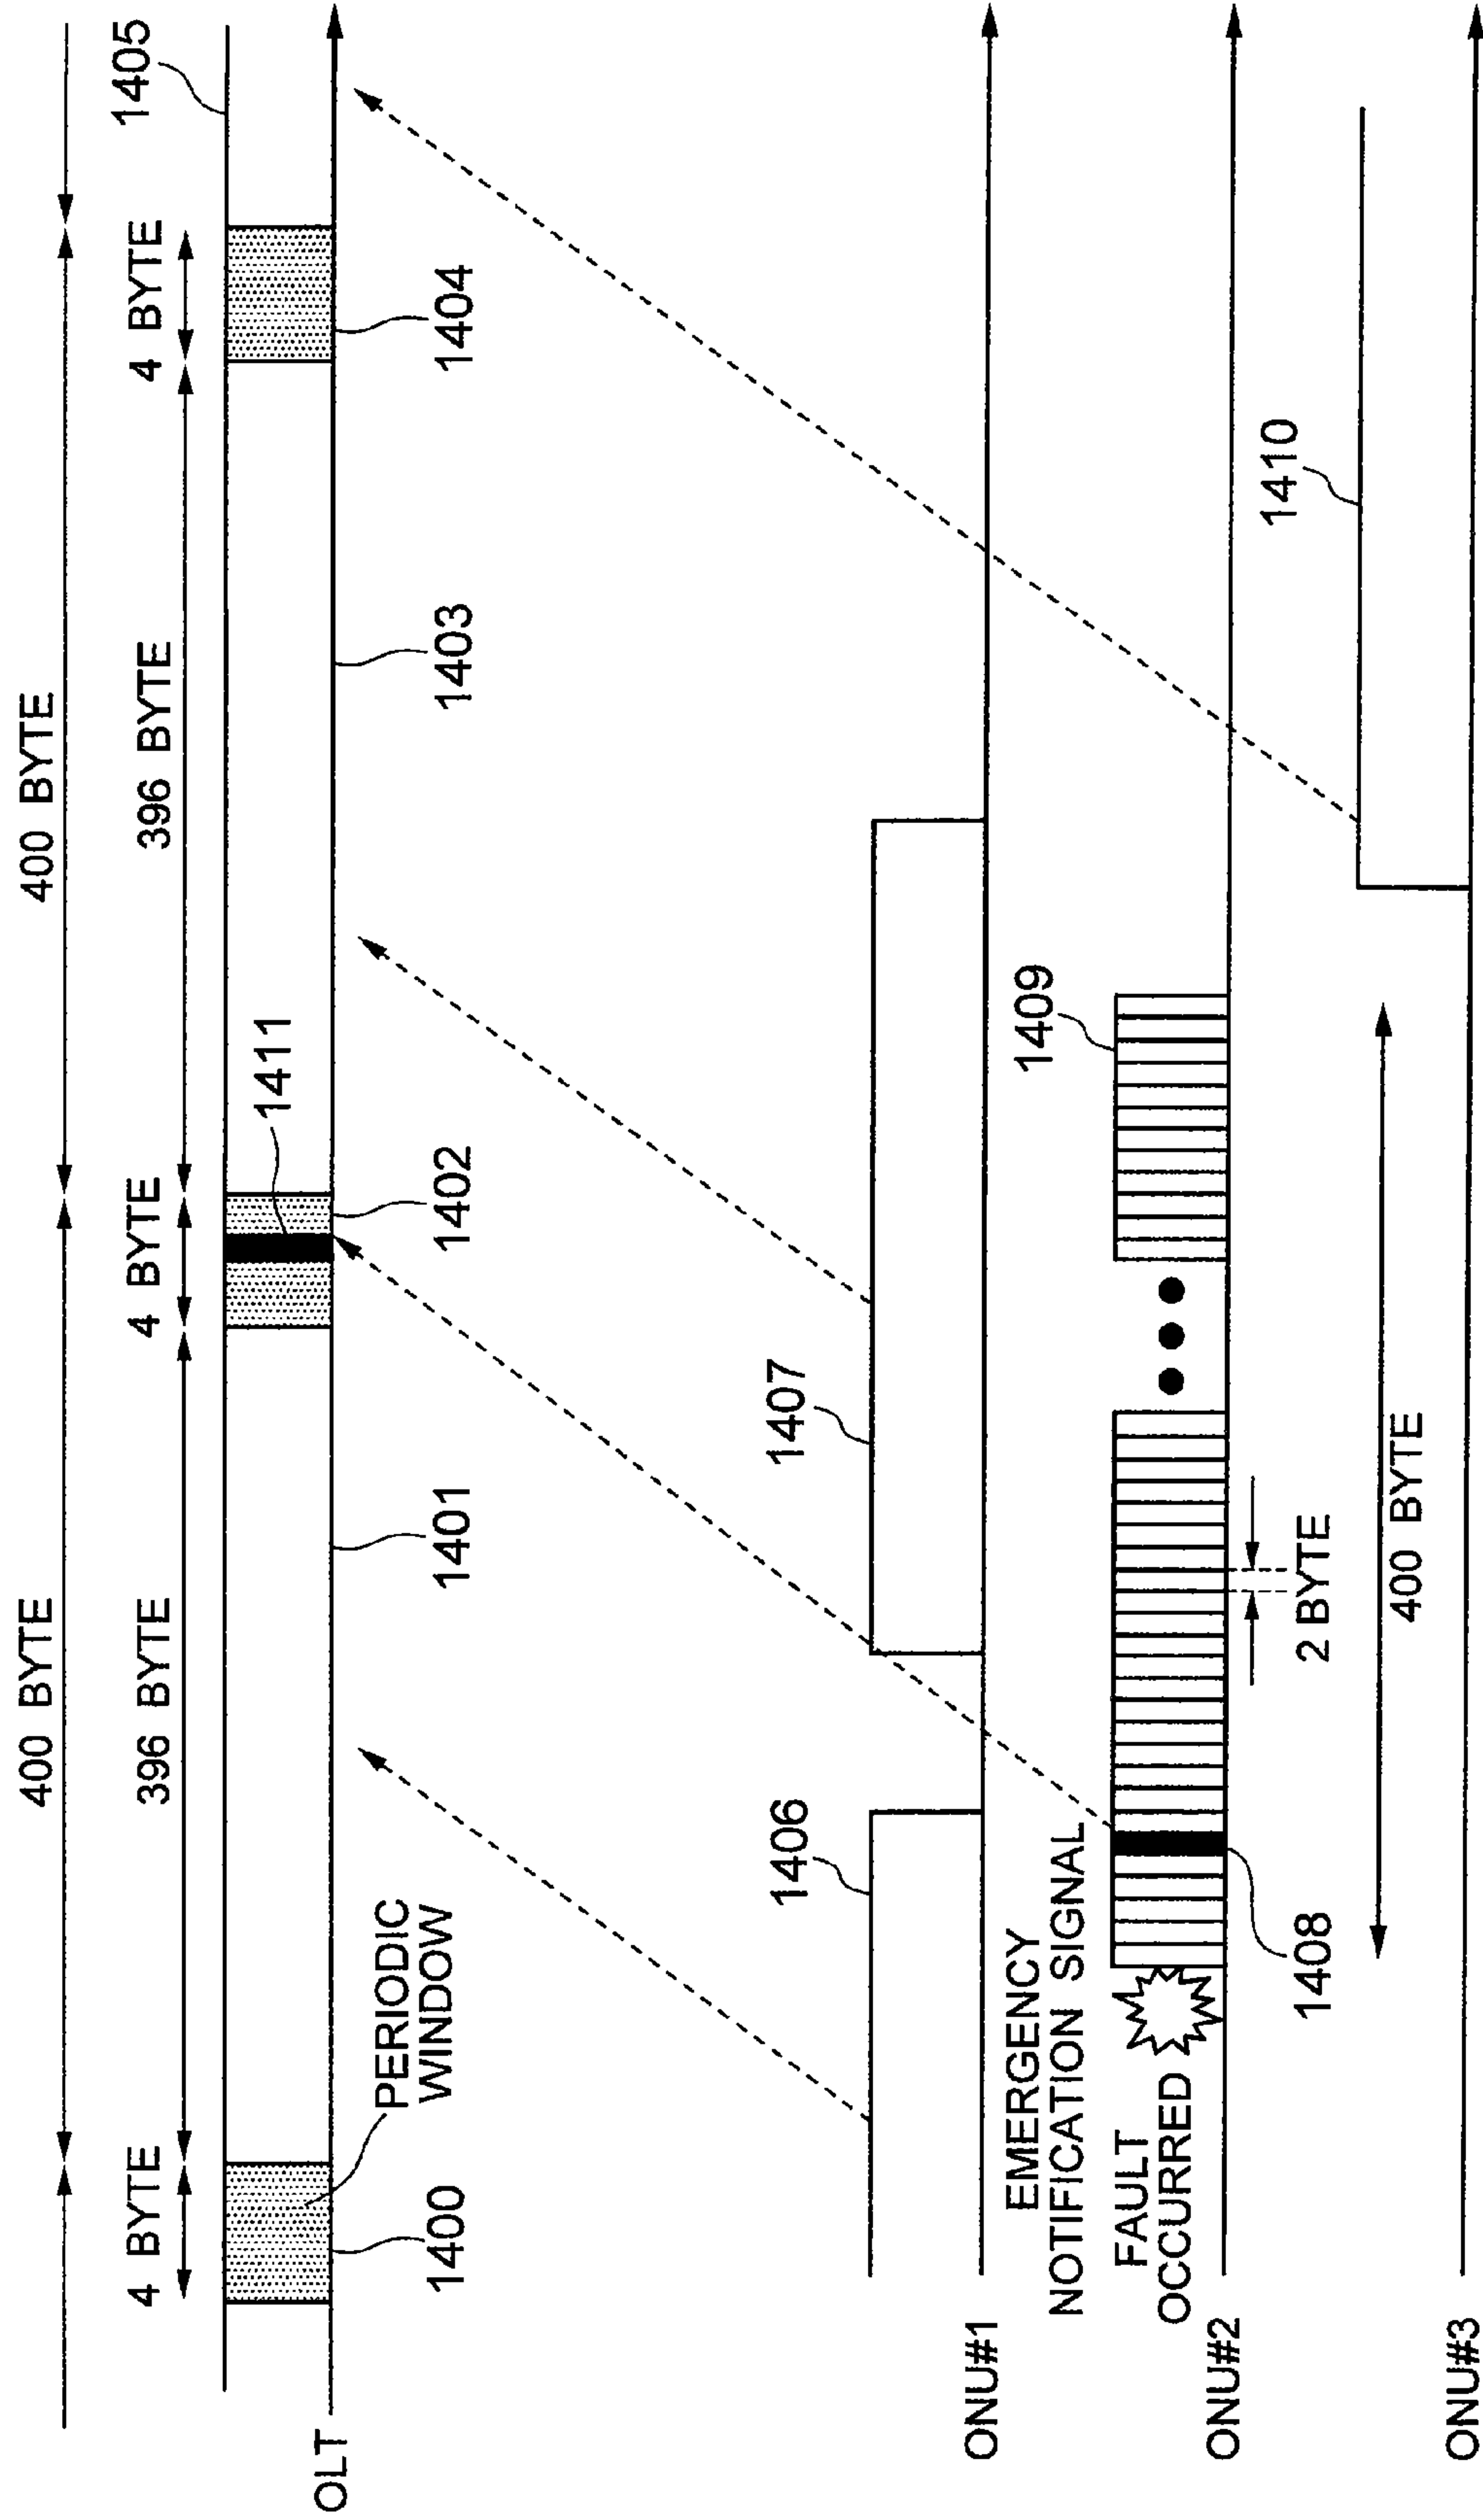 400 BYTE
400 BYTE
4 BYTE
396 BYTE
4 BYTE
396 BYTE
4 BYTE
1405
1411
OLT
1400
PERIODIC
WINDOW
1401
1402
1403
1404
1406
1407
ONU#1
EMERGENCY
NOTIFICATION SIGNAL
1409
FAULT
OCCURRED
ONU#2
1408
2 BYTE
400 BYTE
1410
ONU#3